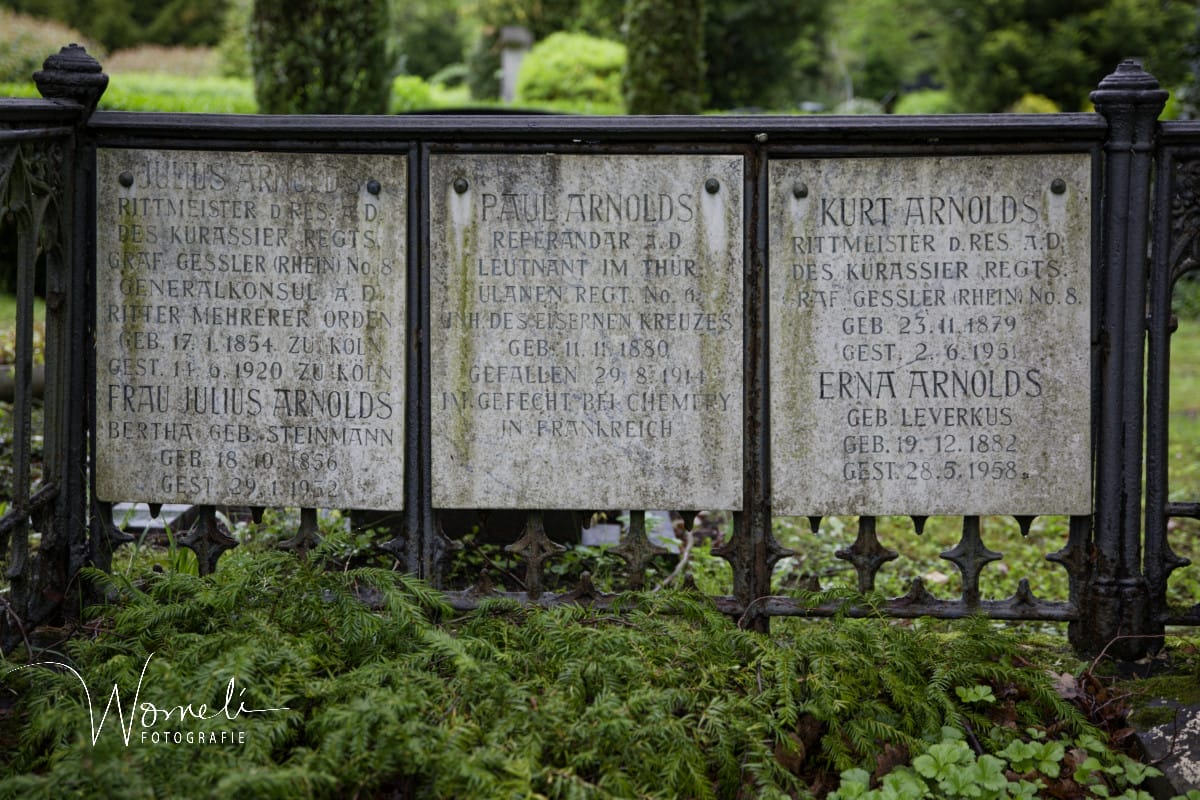 JULIUS ARNOLDS
RITTMEISTER D. RES. A. D.
DES KURASSIER REGTS.
GRAF GESSLER (RHEIN) No. 8
GENERALKONSUL A. D.
RITTER MEHRERER ORDEN
GEB. 17. 1. 1854 ZU KÖLN
GEST. 14. 6. 1920 ZU KÖLN
FRAU JULIUS ARNOLDS
BERTHA GEB. STEINMANN
GEB. 18. 10. 1856
GEST. 29. 1. 1932
PAUL ARNOLDS
REFERENDAR A. D.
LEUTNANT IM THÜR.
ULANEN REGT. No. 6
INH. DES EISERNEN KREUZES
GEB. 11. 11. 1880
GEFALLEN 29. 8. 1914
IM GEFECHT BEI CHEMERY
IN FRANKREICH
KURT ARNOLDS
RITTMEISTER D. RES. A. D.
DES KURASSIER REGTS.
GRAF GESSLER (RHEIN) No. 8.
GEB. 23. 11. 1879
GEST. 2. 6. 1951
ERNA ARNOLDS
GEB. LEVERKUS
GEB. 19. 12. 1882
GEST. 28. 5. 1958
Womeli
FOTOGRAFIE